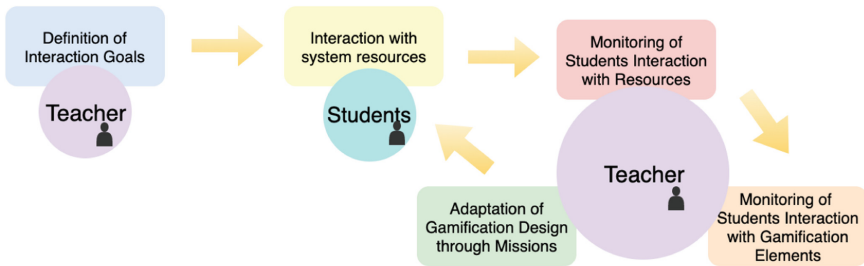 Definition of
Interaction Goals
Teacher
Interaction with
system resources
Students
Monitoring of
Students Interaction
with Resources
Teacher
Monitoring of
Students Interaction
with Gamification
Elements
Adaptation of
Gamification Design
through Missions